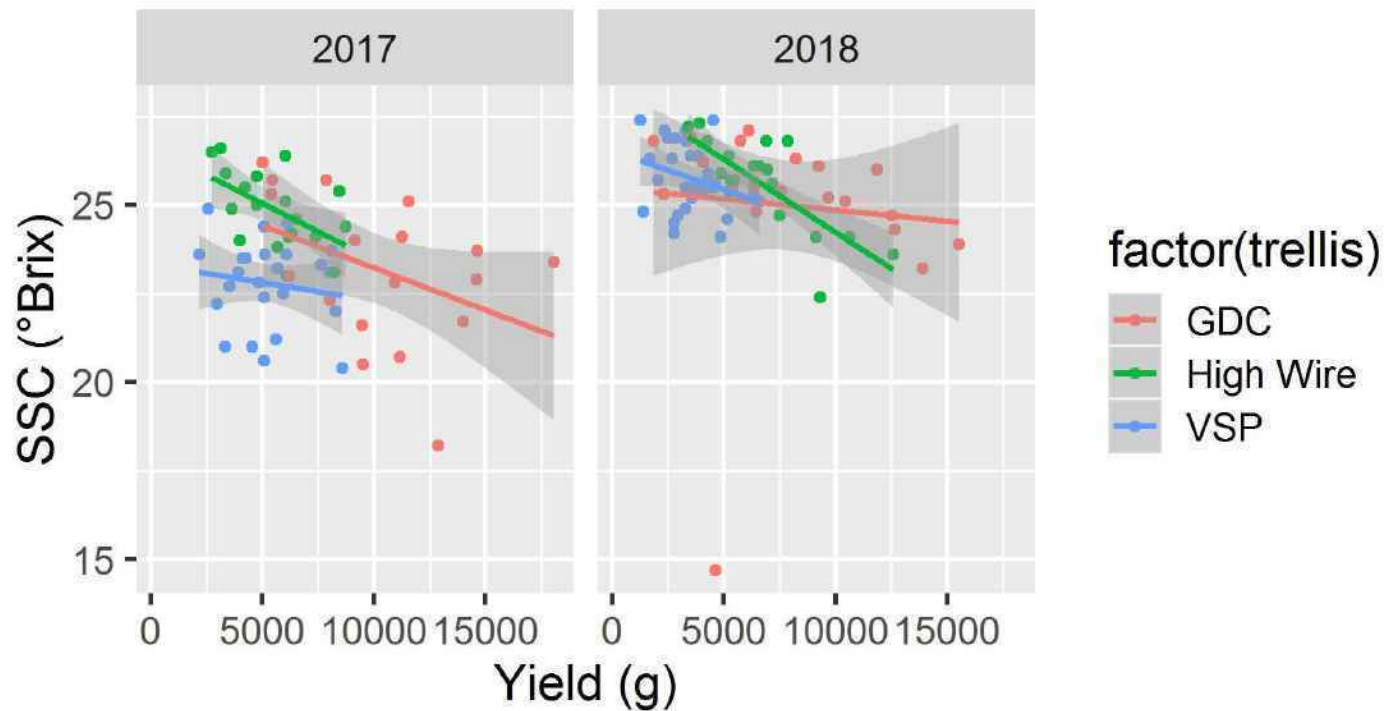 2017 2018
SSC (°Brix)
25
20
15
0 5000 10000 15000 0 5000 10000 15000
Yield (g)
factor(trellis)
GDC
High Wire
VSP